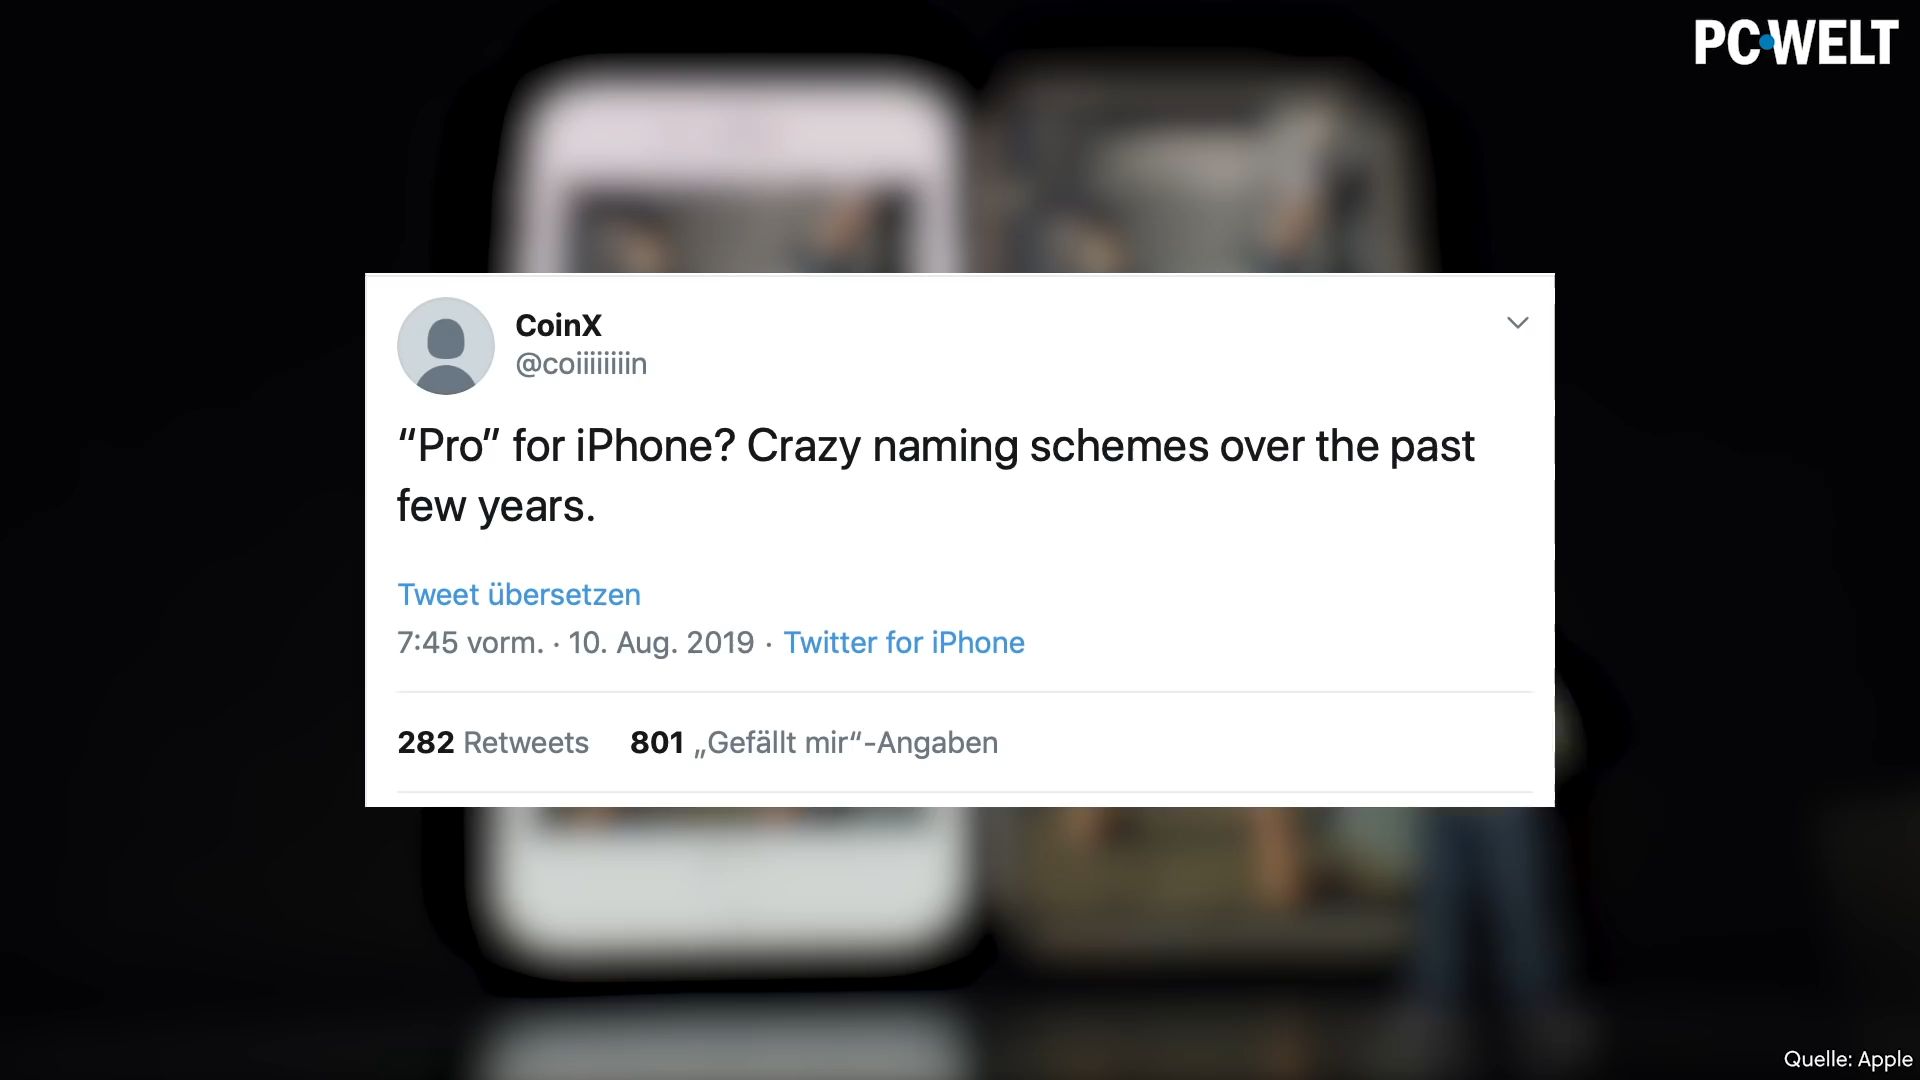 PC WELT
CoinX
@coiiiiiiiin
“Pro” for iPhone? Crazy naming schemes over the past
few years.
Tweet übersetzen
7:45 vorm. · 10. Aug. 2019 · Twitter for iPhone
282 Retweets 801 „Gefällt mir“-Angaben
Quelle: Apple